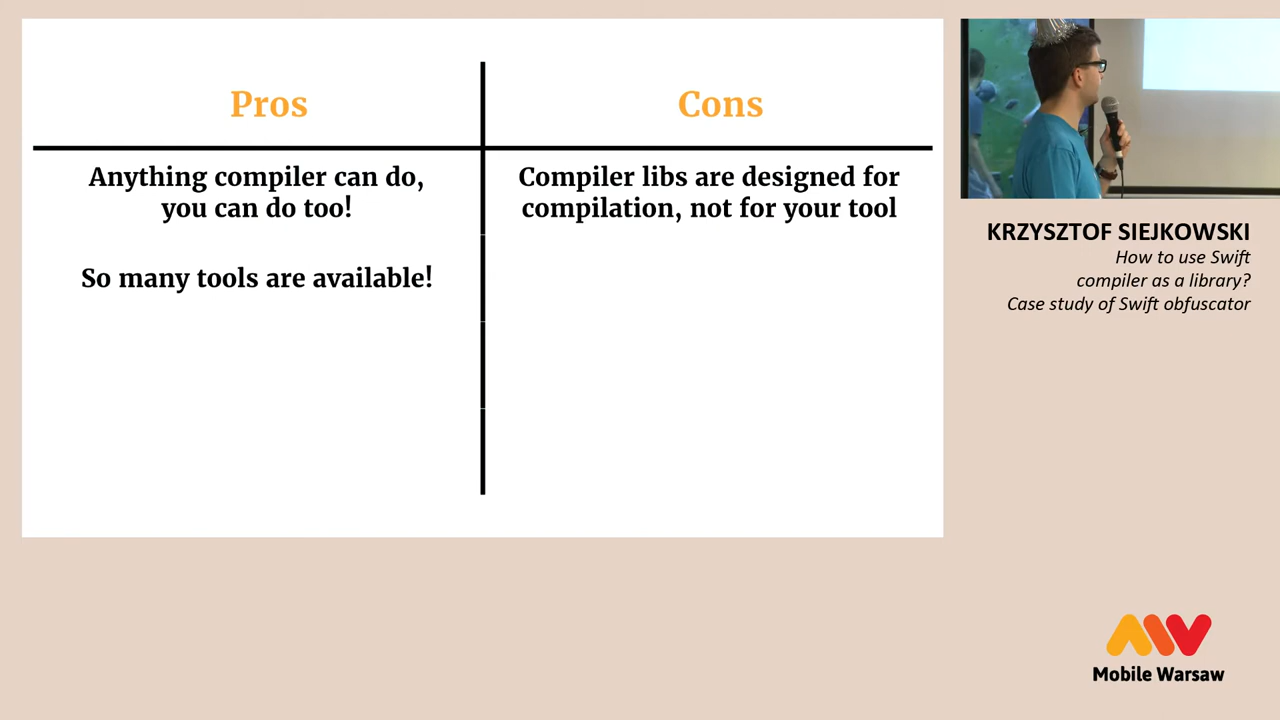 Pros
Cons
Anything compiler can do,
you can do too!
Compiler libs are designed for
compilation, not for your tool
So many tools are available!
KRZYSZTOF SIEJKOWSKI
How to use Swift
compiler as a library?
Case study of Swift obfuscator
Mobile Warsaw